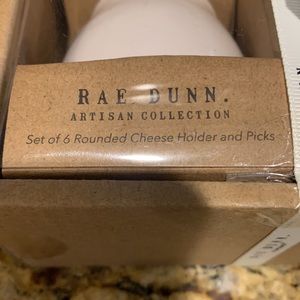 RAE DUNN.
ARTISAN COLLECTION
Set of 6 Rounded Cheese Holder and Picks